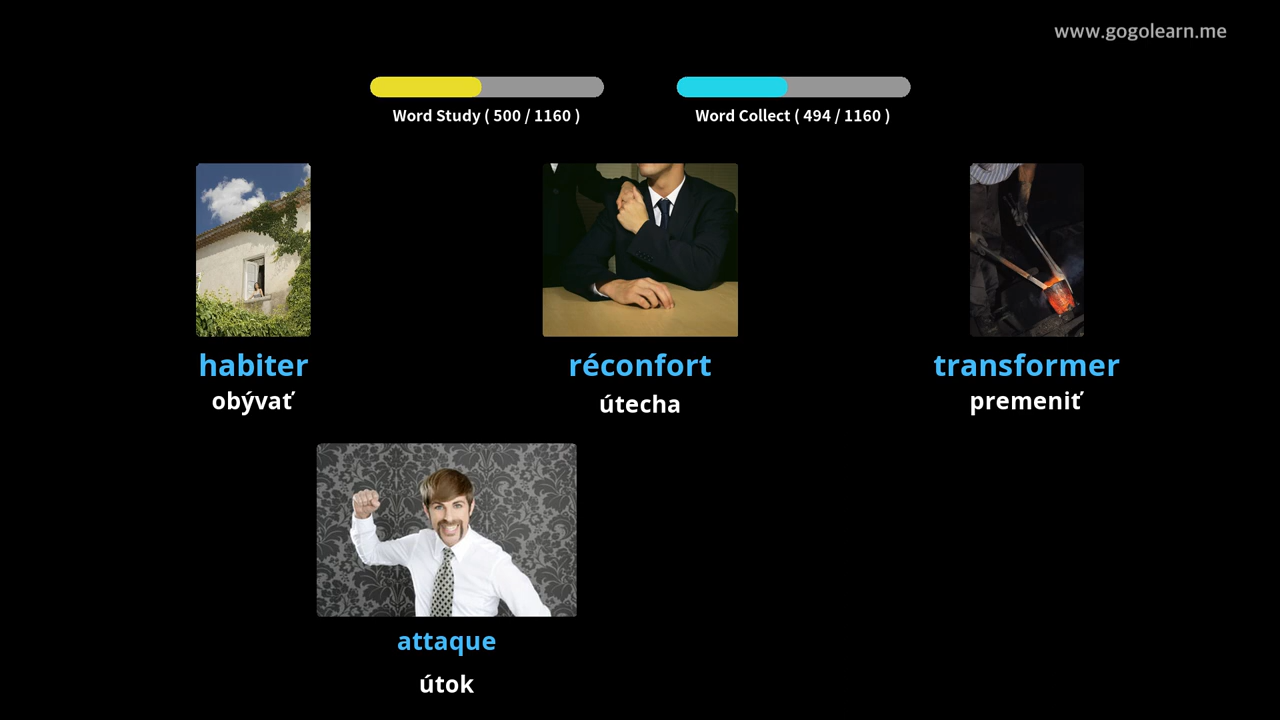 www.gogolearn.me
Word Study ( 500 / 1160 )
Word Collect ( 494 / 1160 )
habiter
obývať
réconfort
útecha
transformer
premeniť
attaque
útok